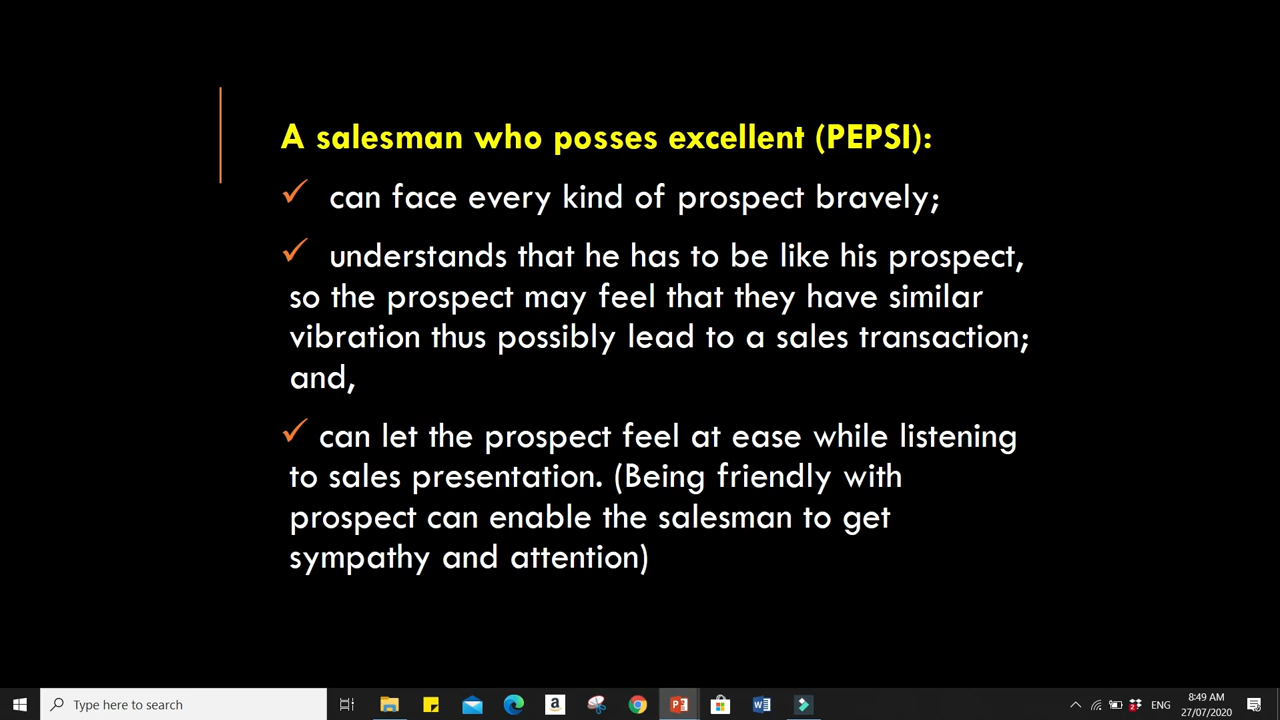 A salesman who posses excellent (PEPSI):
✓ can face every kind of prospect bravely;
✓ understands that he has to be like his prospect,
so the prospect may feel that they have similar
vibration thus possibly lead to a sales transaction;
and,
✓ can let the prospect feel at ease while listening
to sales presentation. (Being friendly with
prospect can enable the salesman to get
sympathy and attention)
Type here to search
ENG
8:49 AM
27/07/2020